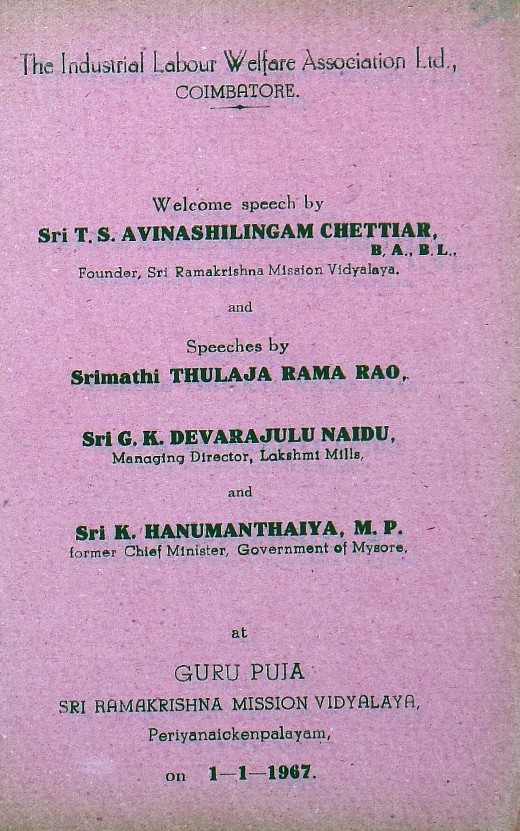 The Industrial Labour Welfare Association Ltd.,
COIMBATORE.
Welcome speech by
Sri T. S. AVINASHILINGAM CHETTIAR,
B. A., B. L.,
Founder, Sri Ramakrishna Mission Vidyalaya.
and
Speeches by
Srimathi THULAJA RAMA RAO,
Sri G. K. DEVARAJULU NAIDU,
Managing Director, Lakshmi Mills,
and
Sri K. HANUMANTHAIYA, M. P.
former Chief Minister, Government of Mysore,
at
GURU PUJA
SRI RAMAKRISHNA MISSION VIDYALAYA,
Periyanaickenpalayam,
on 1—1—1967.